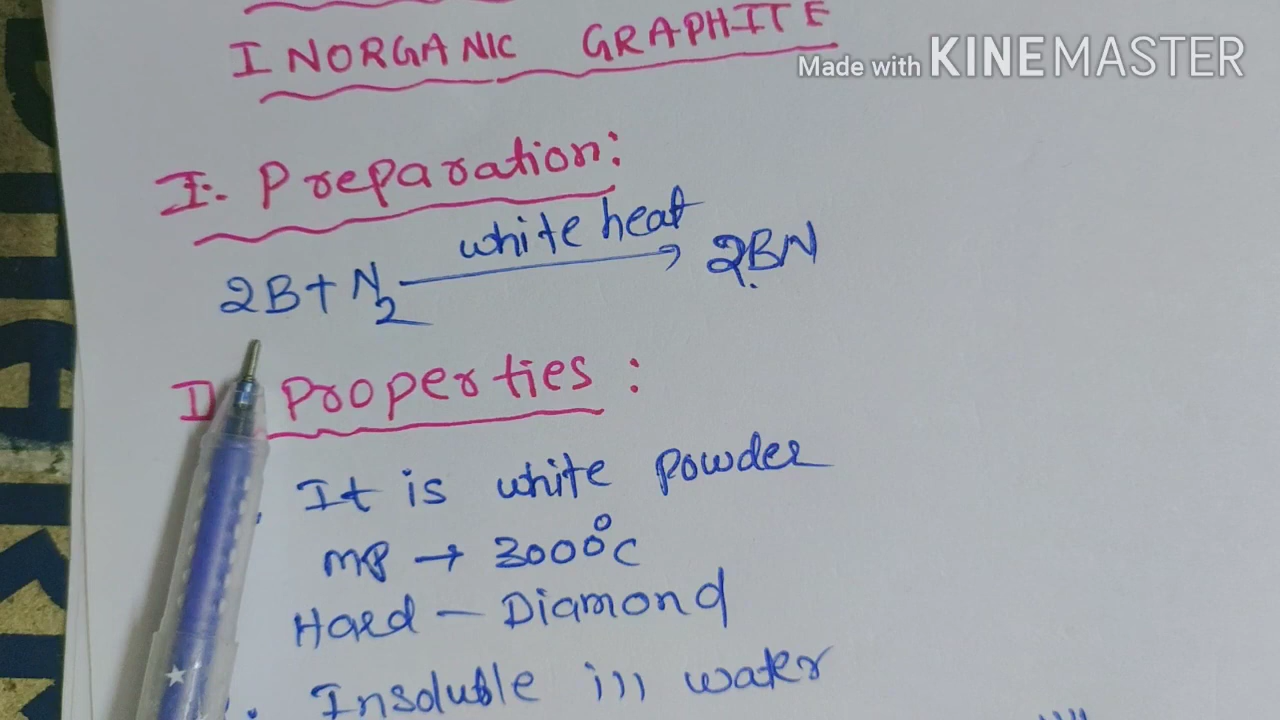 INORGANIC GRAPHITE
Made with KINEMASTER
I. Preparation:
2B + N2 white heat → 2BN
Properties :
It is white powder
mp → 3000°C
Hard - Diamond
Insoluble in water